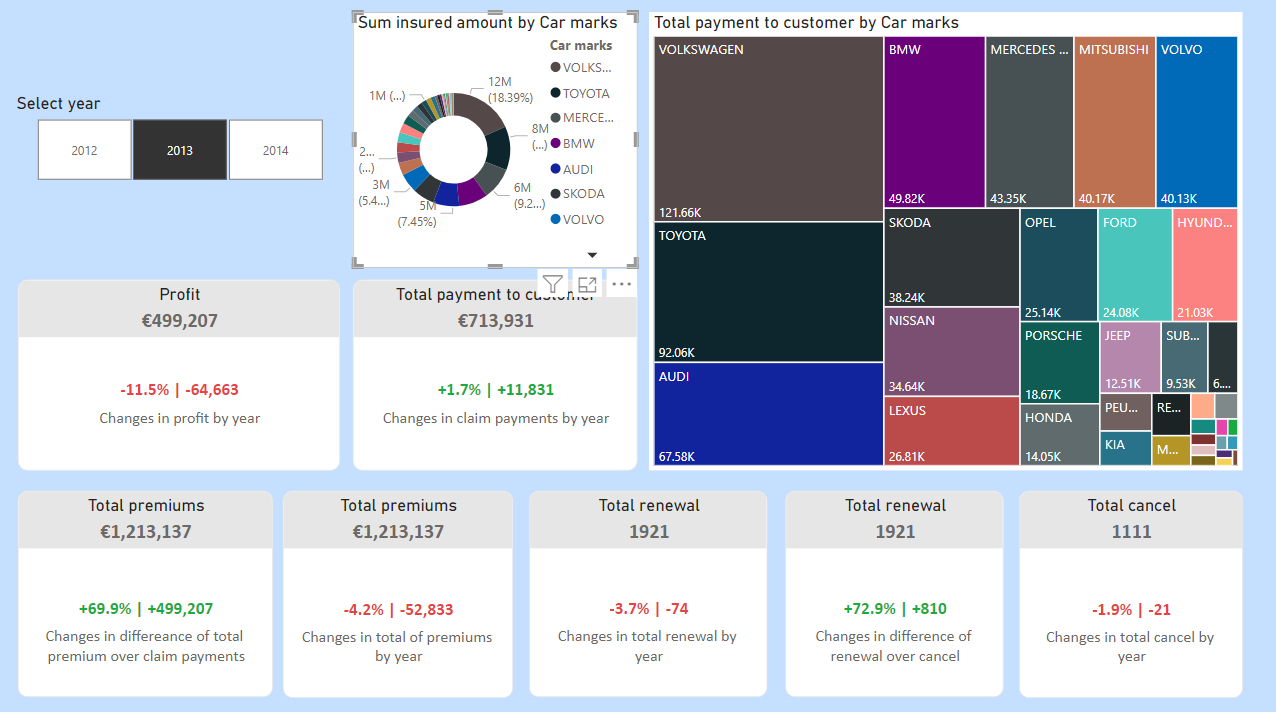 Select year
2012
2013
2014
Sum insured amount by Car marks
Car marks
VOLKS...
TOYOTA
MERCE...
BMW
AUDI
SKODA
VOLVO
12M
(18.39%)
8M
(...)
6M
(9.2...)
5M
(7.45%)
3M
(5.4...)
2...
(...)
1M (...)
Total payment to customer by Car marks
VOLKSWAGEN
121.66K
TOYOTA
92.06K
AUDI
67.58K
BMW
49.82K
MERCEDES ...
43.35K
MITSUBISHI
40.17K
VOLVO
40.13K
SKODA
38.24K
NISSAN
34.64K
LEXUS
26.81K
OPEL
25.14K
FORD
24.08K
HYUND...
21.03K
PORSCHE
18.67K
HONDA
14.05K
JEEP
12.51K
SUB...
9.53K
6....
PEU...
RE...
KIA
M...
Profit
€499,207
-11.5% | -64,663
Changes in profit by year
Total payment to customer
€713,931
+1.7% | +11,831
Changes in claim payments by year
Total premiums
€1,213,137
+69.9% | +499,207
Changes in differeance of total
premium over claim payments
Total premiums
€1,213,137
-4.2% | -52,833
Changes in total of premiums
by year
Total renewal
1921
-3.7% | -74
Changes in total renewal by
year
Total renewal
1921
+72.9% | +810
Changes in difference of
renewal over cancel
Total cancel
1111
-1.9% | -21
Changes in total cancel by
year